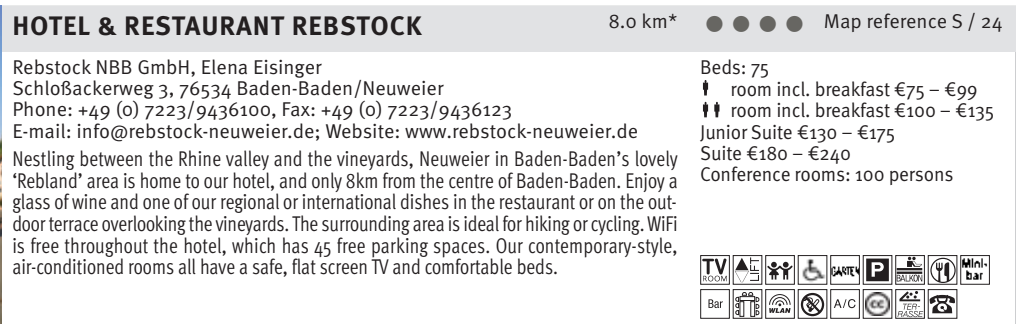 HOTEL & RESTAURANT REBSTOCK 8.0 km* Map reference S / 24
Rebstock NBB GmbH, Elena Eisinger
Schloßackerweg 3, 76534 Baden-Baden/Neuweier
Phone: +49 (0) 7223/9436100, Fax: +49 (0) 7223/9436123
E-mail: info@rebstock-neuweier.de; Website: www.rebstock-neuweier.de
Nestling between the Rhine valley and the vineyards, Neuweier in Baden-Baden's lovely
'Rebland' area is home to our hotel, and only 8km from the centre of Baden-Baden. Enjoy a
glass of wine and one of our regional or international dishes in the restaurant or on the out-
door terrace overlooking the vineyards. The surrounding area is ideal for hiking or cycling. WiFi
is free throughout the hotel, which has 45 free parking spaces. Our contemporary-style,
air-conditioned rooms all have a safe, flat screen TV and comfortable beds.
Beds: 75
room incl. breakfast €75 – €99
room incl. breakfast €100 – €135
Junior Suite €130 – €175
Suite €180 – €240
Conference rooms: 100 persons
TV ROOM LIFT GARTEN P BALKON Mini-bar
Bar WLAN A/C CC TER-RASSE